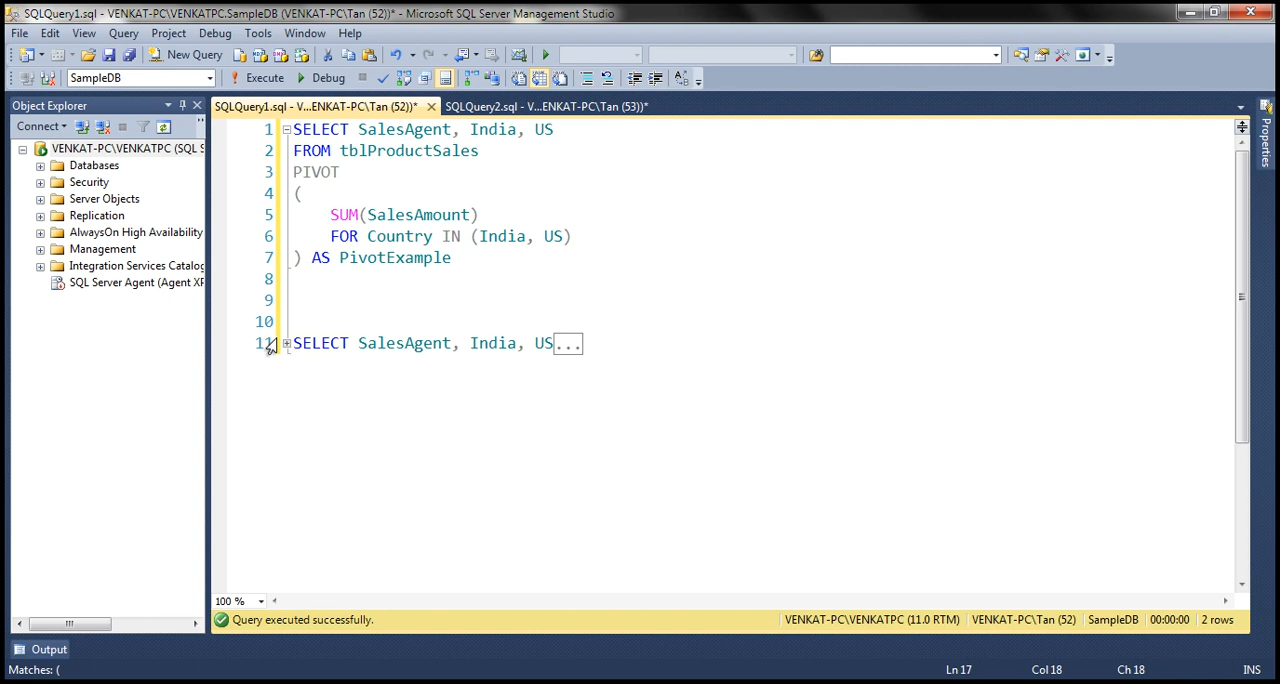 SQLQuery1.sql - VENKAT-PC\VENKATPC.SampleDB (VENKAT-PC\Tan (52))* - Microsoft SQL Server Management Studio
File Edit View Query Project Debug Tools Window Help
New Query
SampleDB Execute Debug
Object Explorer
SQLQuery1.sql - V...ENKAT-PC\Tan (52))* SQLQuery2.sql - V...ENKAT-PC\Tan (53))*
Connect
VENKAT-PC\VENKATPC (SQL S
Databases
Security
Server Objects
Replication
AlwaysOn High Availability
Management
Integration Services Catalog
SQL Server Agent (Agent XP
1 SELECT SalesAgent, India, US
2 FROM tblProductSales
3 PIVOT
4 (
5 SUM(SalesAmount)
6 FOR Country IN (India, US)
7 ) AS PivotExample
8
9
10
11 SELECT SalesAgent, India, US...
Properties
100 %
Query executed successfully. VENKAT-PC\VENKATPC (11.0 RTM) VENKAT-PC\Tan (52) SampleDB 00:00:00 2 rows
Output
Matches: ( Ln 17 Col 18 Ch 18 INS